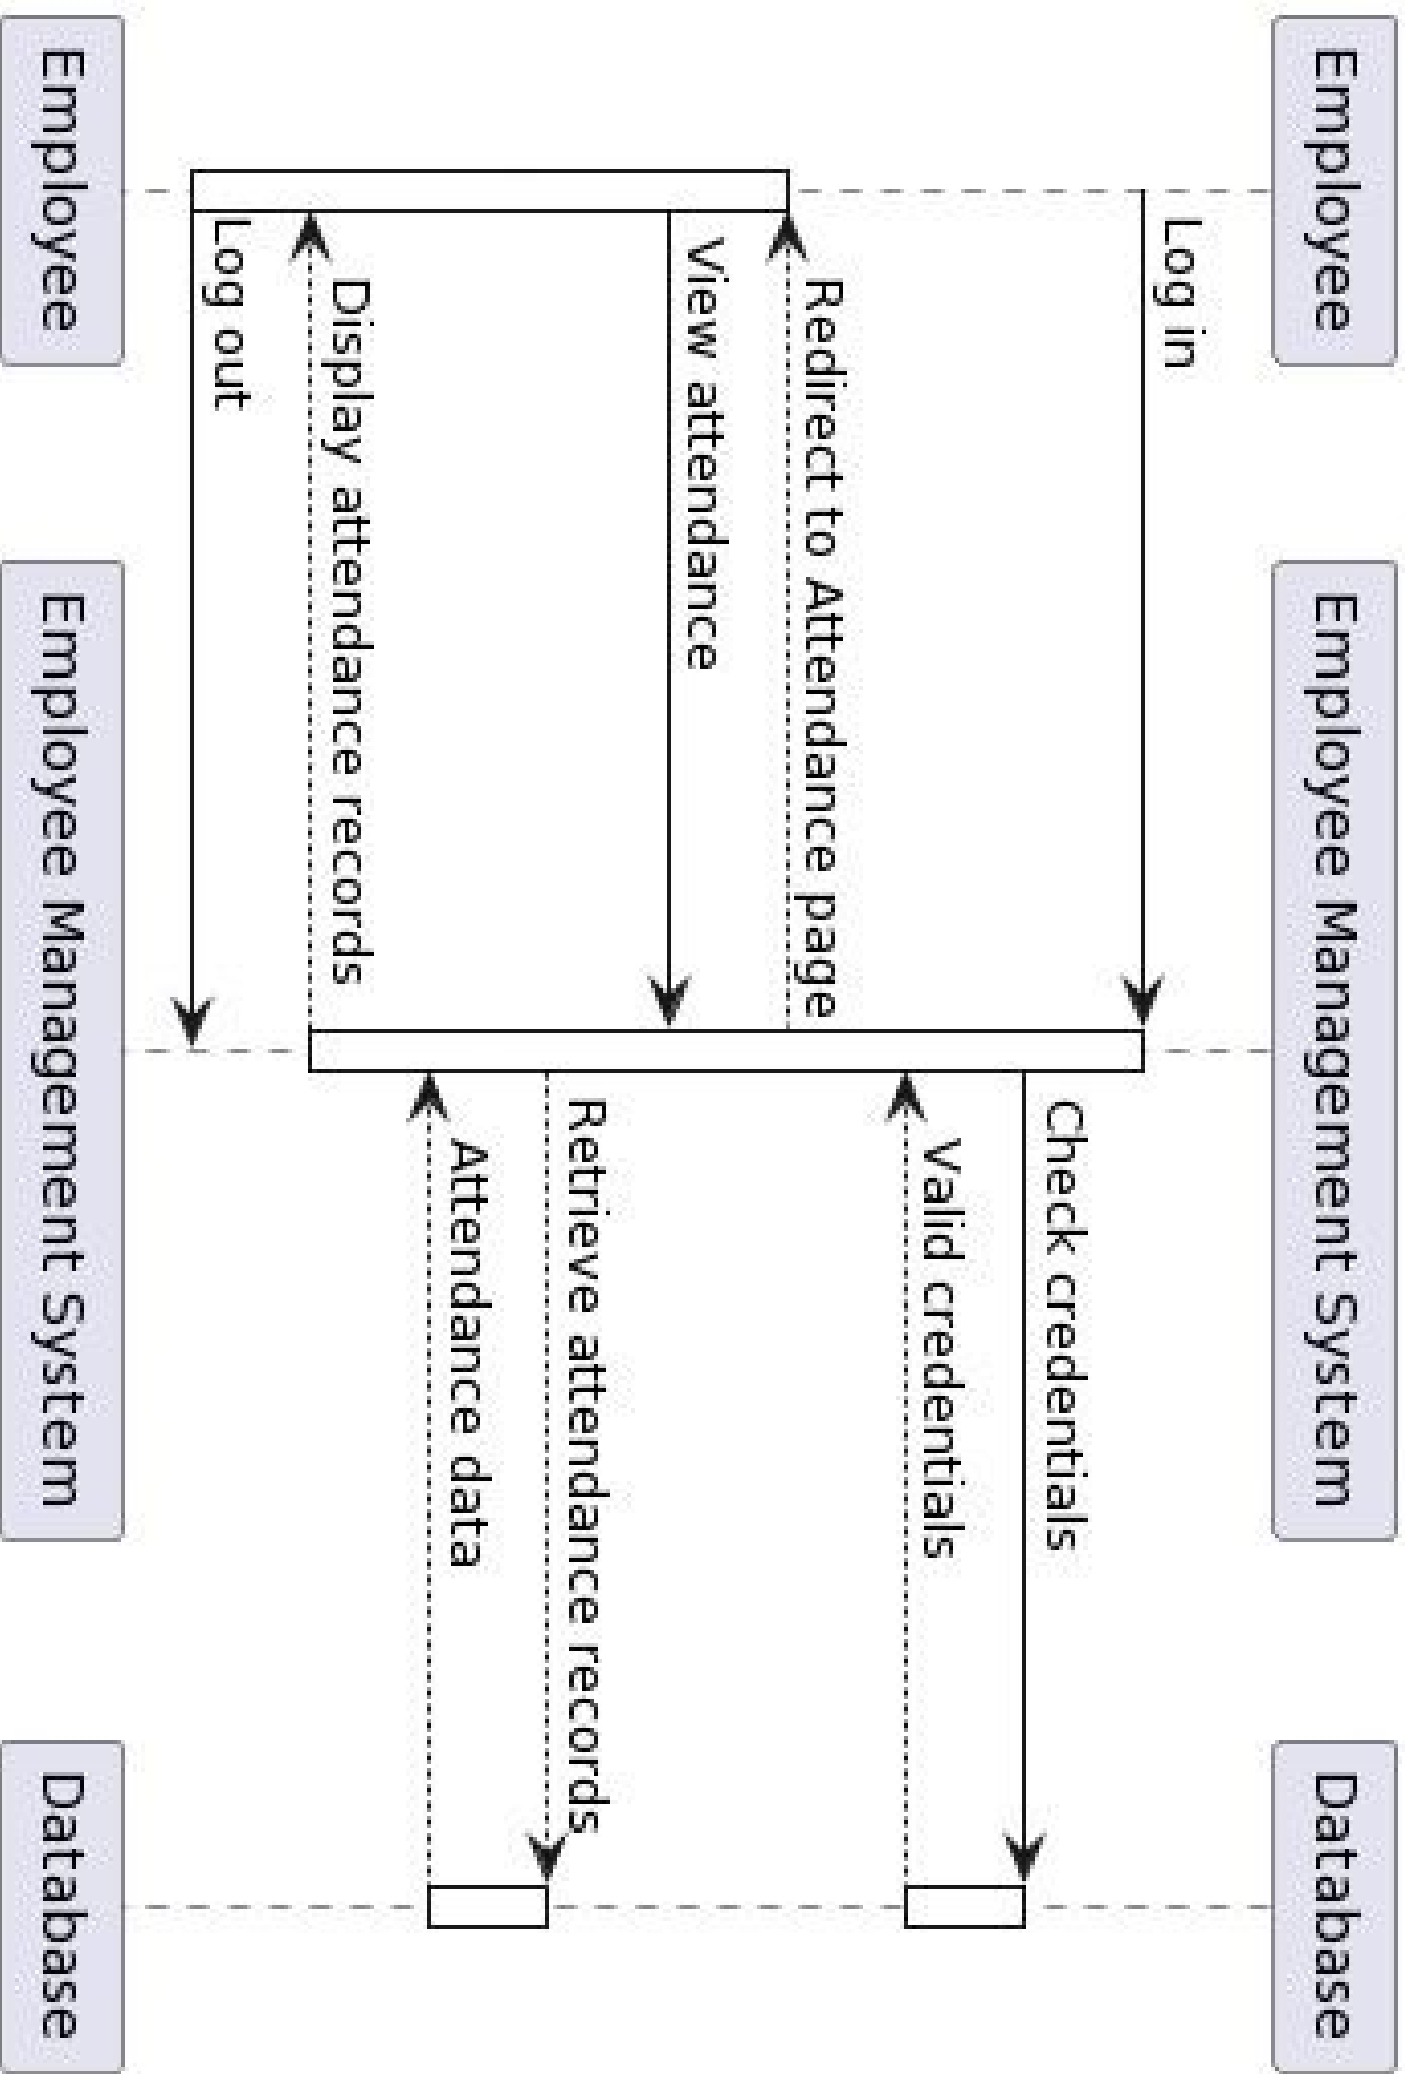 Employee
Employee Management System
Database
Log in
Check credentials
Valid credentials
Redirect to Attendance page
View attendance
Retrieve attendance records
Attendance data
Display attendance records
Log out
Employee
Employee Management System
Database